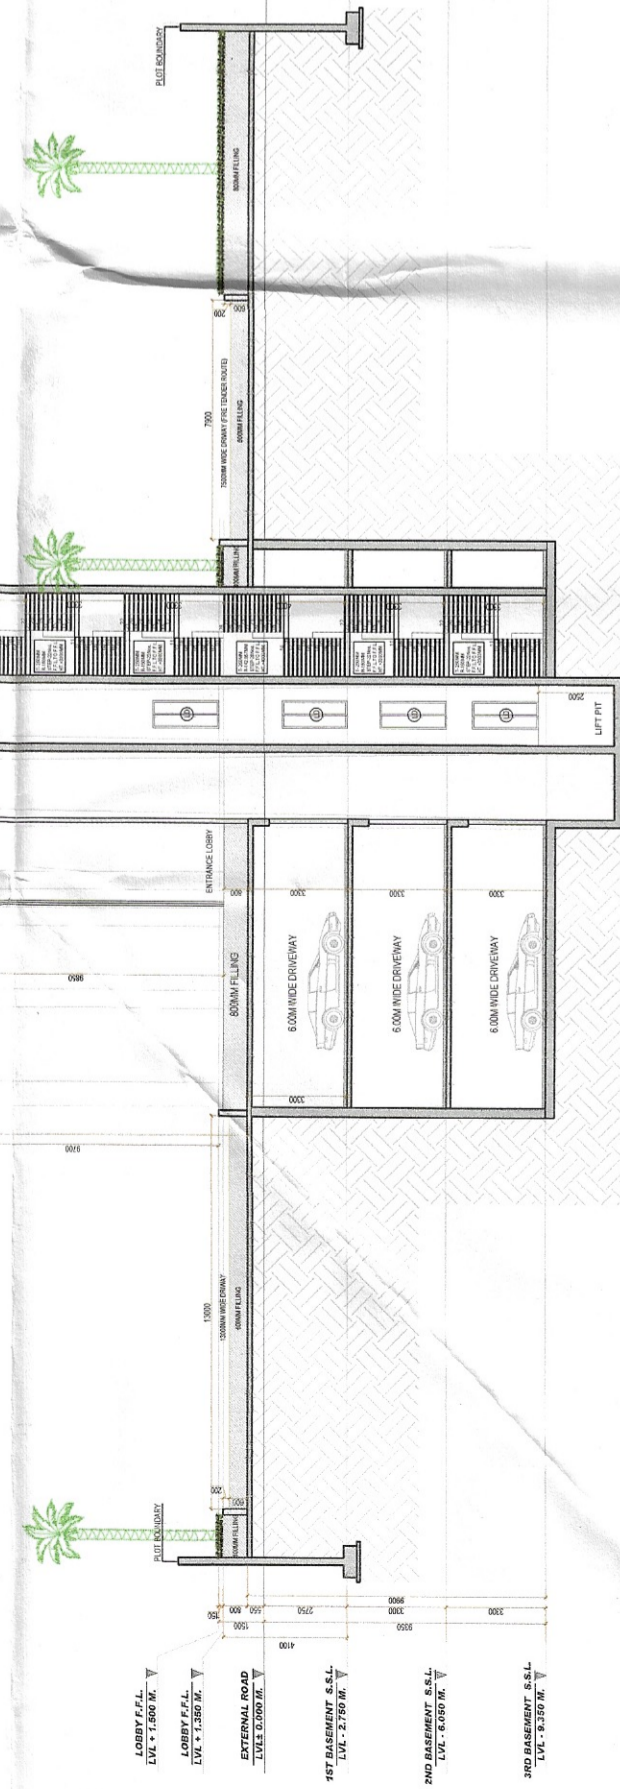 PLOT BOUNDARY
800MM FILLING
200
600
7900
7500MM WIDE DRIWAY (FIRE TENDER ROUTE)
800MM FILLING
LIFT PIT
2500
ENTRANCE LOBBY
800
3300
3300
3300
9850
800MM FILLING
6.00M WIDE DRIVEWAY
6.00M WIDE DRIVEWAY
6.00M WIDE DRIVEWAY
3300
9700
13000
13000MM WIDE DRIWAY
200
600
PLOT BOUNDARY
150
800
550
2750
3300
3300
9900
1500
9350
4100
LOBBY F.F.L.
LVL + 1.500 M.
LOBBY F.F.L.
LVL + 1.350 M.
EXTERNAL ROAD
LVL± 0.000 M.
1ST BASEMENT S.S.L.
LVL - 2.750 M.
2ND BASEMENT S.S.L.
LVL - 6.050 M.
3RD BASEMENT S.S.L.
LVL - 9.350 M.